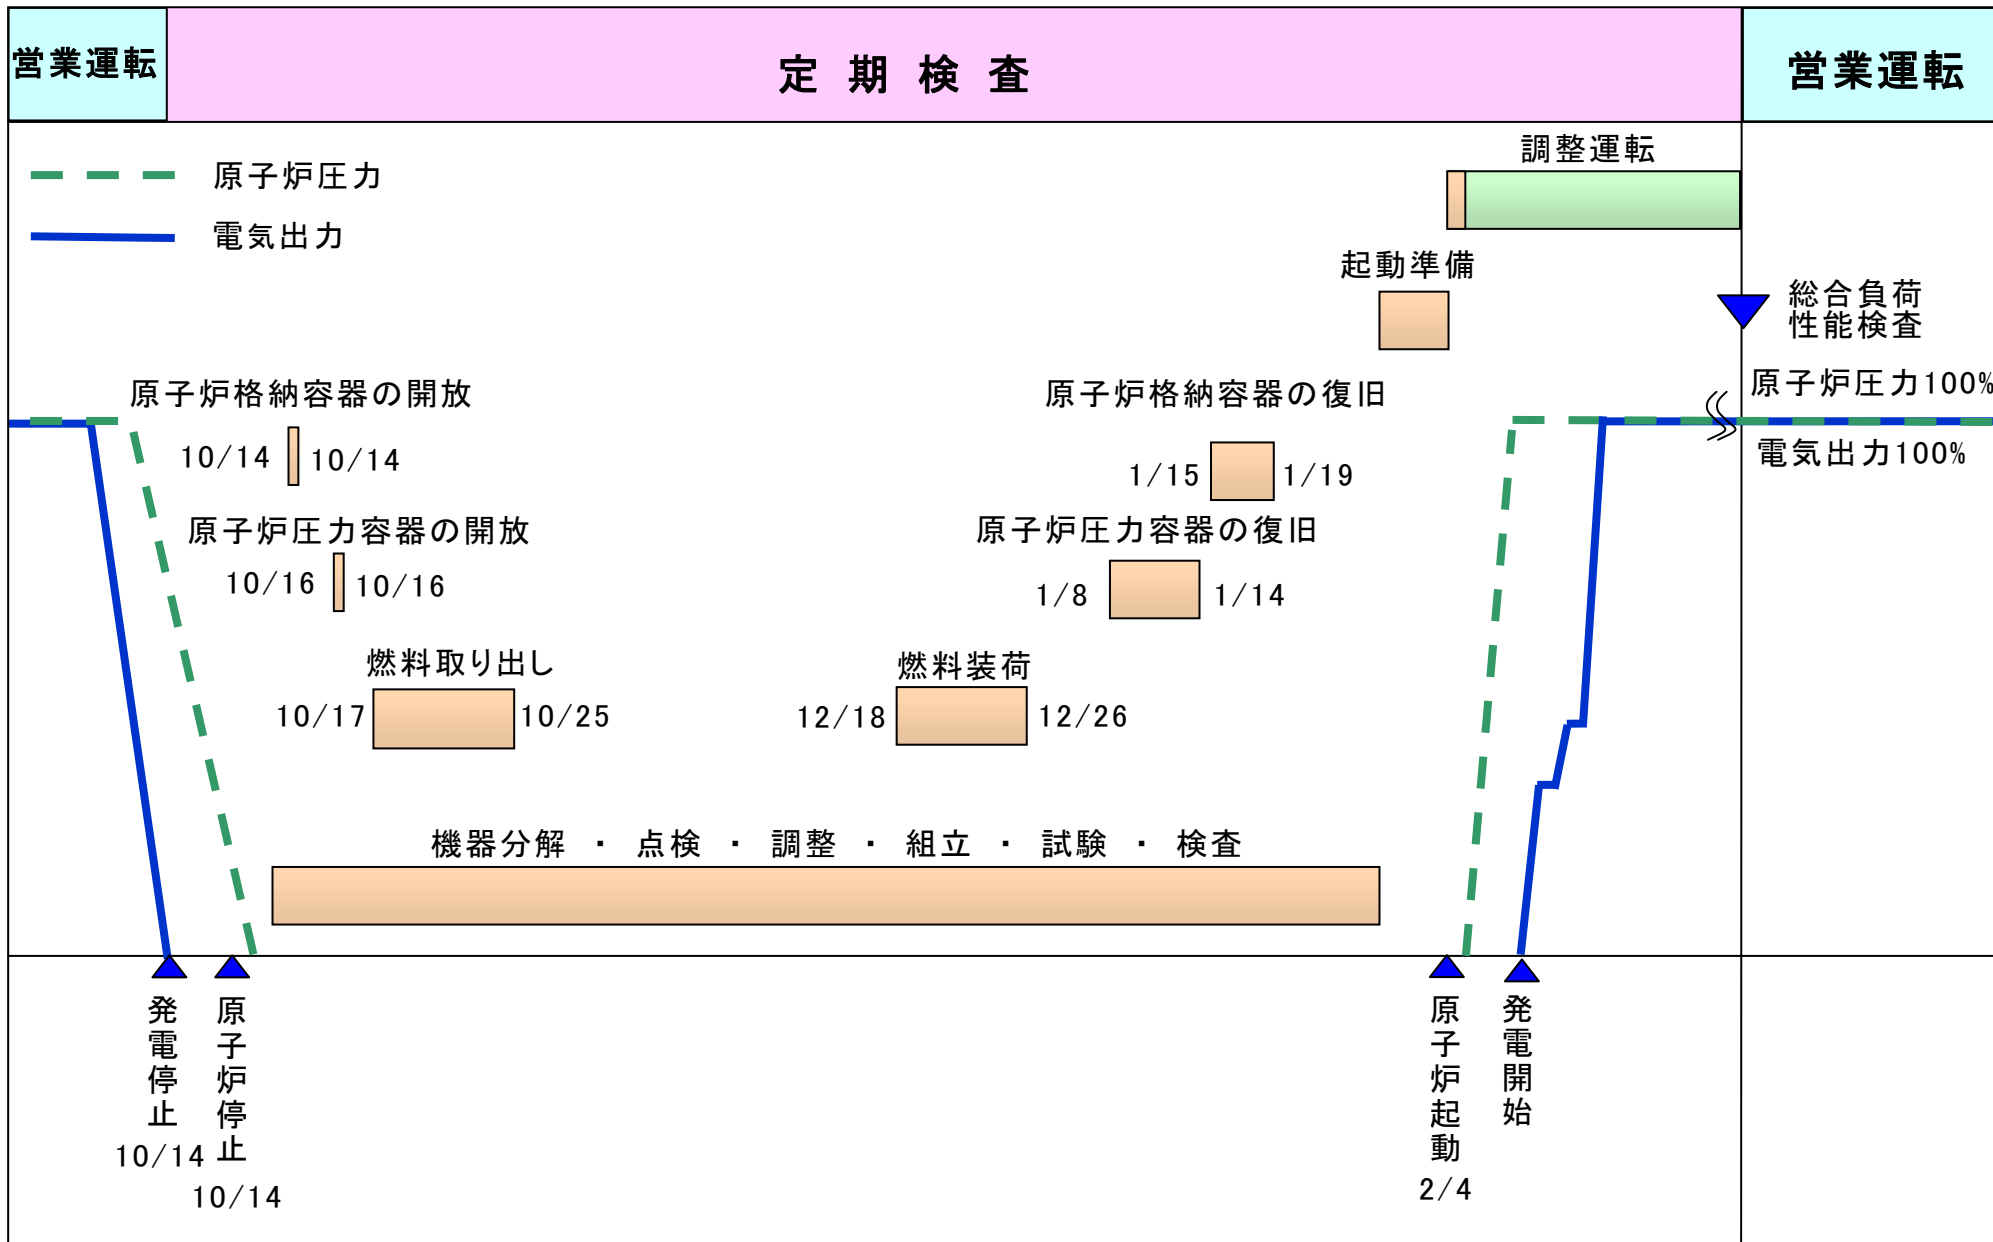 営業運転
定期検査
営業運転
調整運転
原子炉圧力
電気出力
起動準備
総合負荷
性能検査
原子炉圧力100%
電気出力100%
原子炉格納容器の開放
10/14 10/14
原子炉格納容器の復旧
1/15 1/19
原子炉圧力容器の開放
10/16 10/16
原子炉圧力容器の復旧
1/8 1/14
燃料取り出し
10/17 10/25
燃料装荷
12/18 12/26
機器分解 ・ 点検 ・ 調整 ・ 組立 ・ 試験 ・ 検査
発電停止
10/14
原子炉停止
10/14
原子炉起動
2/4
発電開始